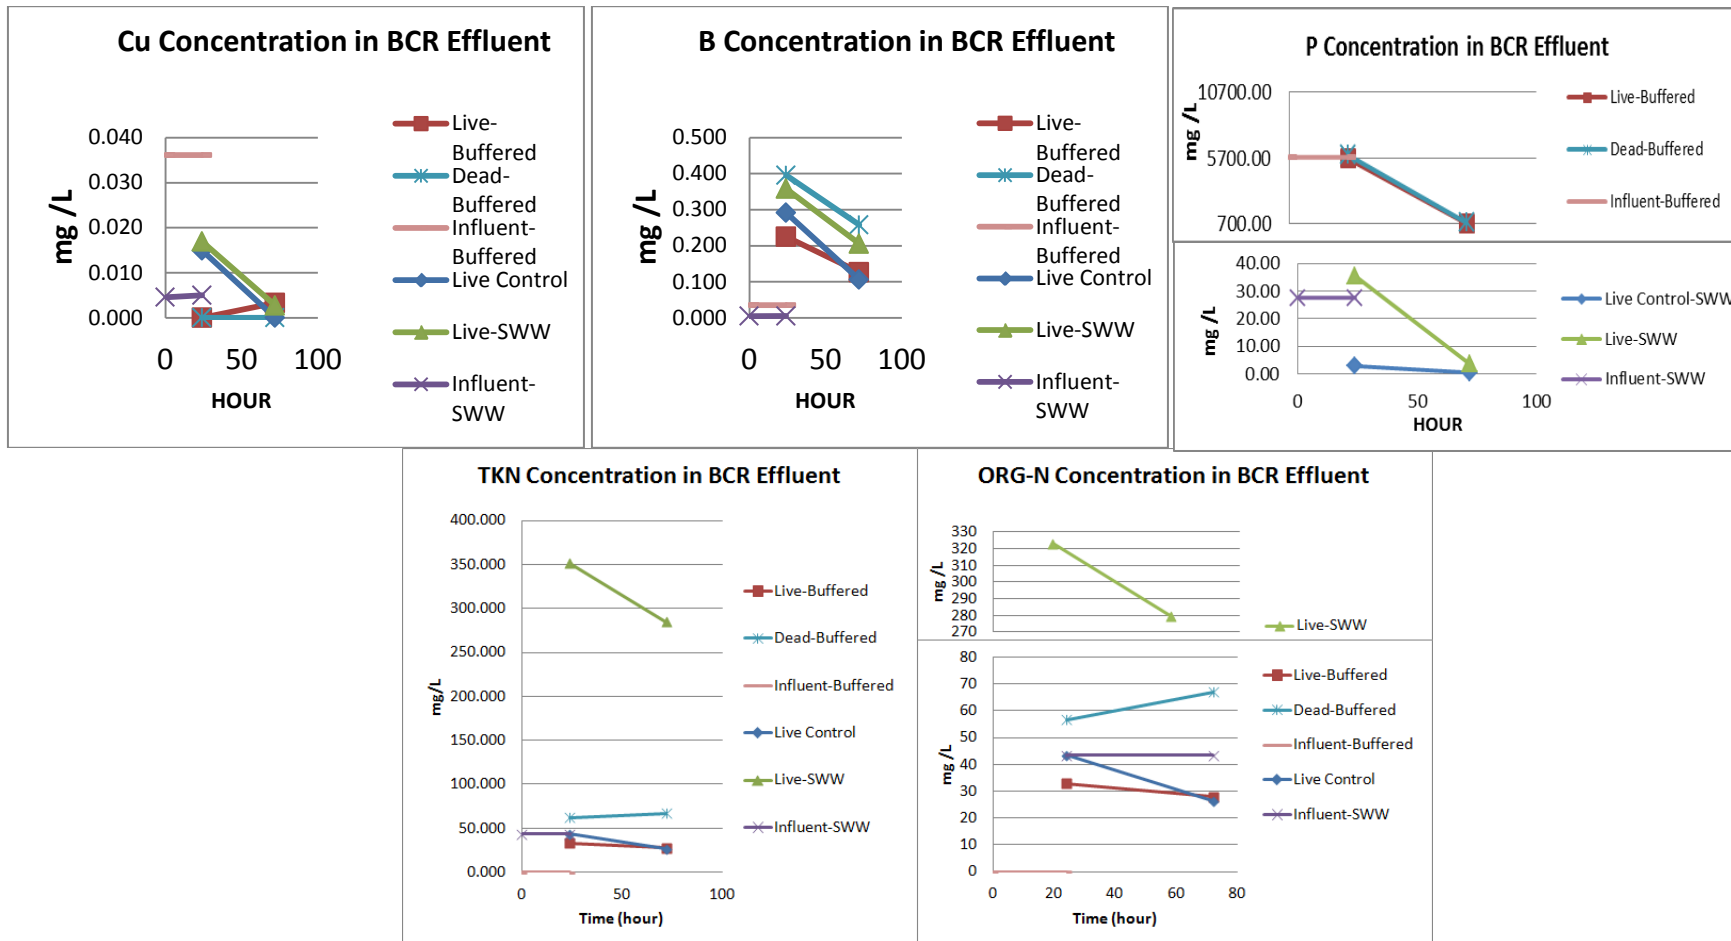 Cu Concentration in BCR Effluent
0.040
0.030
0.020
0.010
0.000
mg /L
0
50
100
HOUR
Live-
Buffered
Dead-
Buffered
Influent-
Buffered
Live Control
Live-SWW
Influent-
SWW
B Concentration in BCR Effluent
0.500
0.400
0.300
0.200
0.100
0.000
mg /L
0
50
100
HOUR
Live-
Buffered
Dead-
Buffered
Influent-
Buffered
Live Control
Live-SWW
Influent-
SWW
P Concentration in BCR Effluent
10700.00
5700.00
700.00
mg /L
Live-Buffered
Dead-Buffered
Influent-Buffered
40.00
30.00
20.00
10.00
0.00
mg /L
0
50
100
HOUR
Live Control-SWW
Live-SWW
Influent-SWW
TKN Concentration in BCR Effluent
400.000
350.000
300.000
250.000
200.000
150.000
100.000
50.000
0.000
mg/L
0
50
100
Time (hour)
Live-Buffered
Dead-Buffered
Influent-Buffered
Live Control
Live-SWW
Influent-SWW
ORG-N Concentration in BCR Effluent
330
320
310
300
290
280
270
mg /L
Live-SWW
80
70
60
50
40
30
20
10
0
mg /L
0
20
40
60
80
Time (hour)
Live-Buffered
Dead-Buffered
Influent-Buffered
Live Control
Influent-SWW